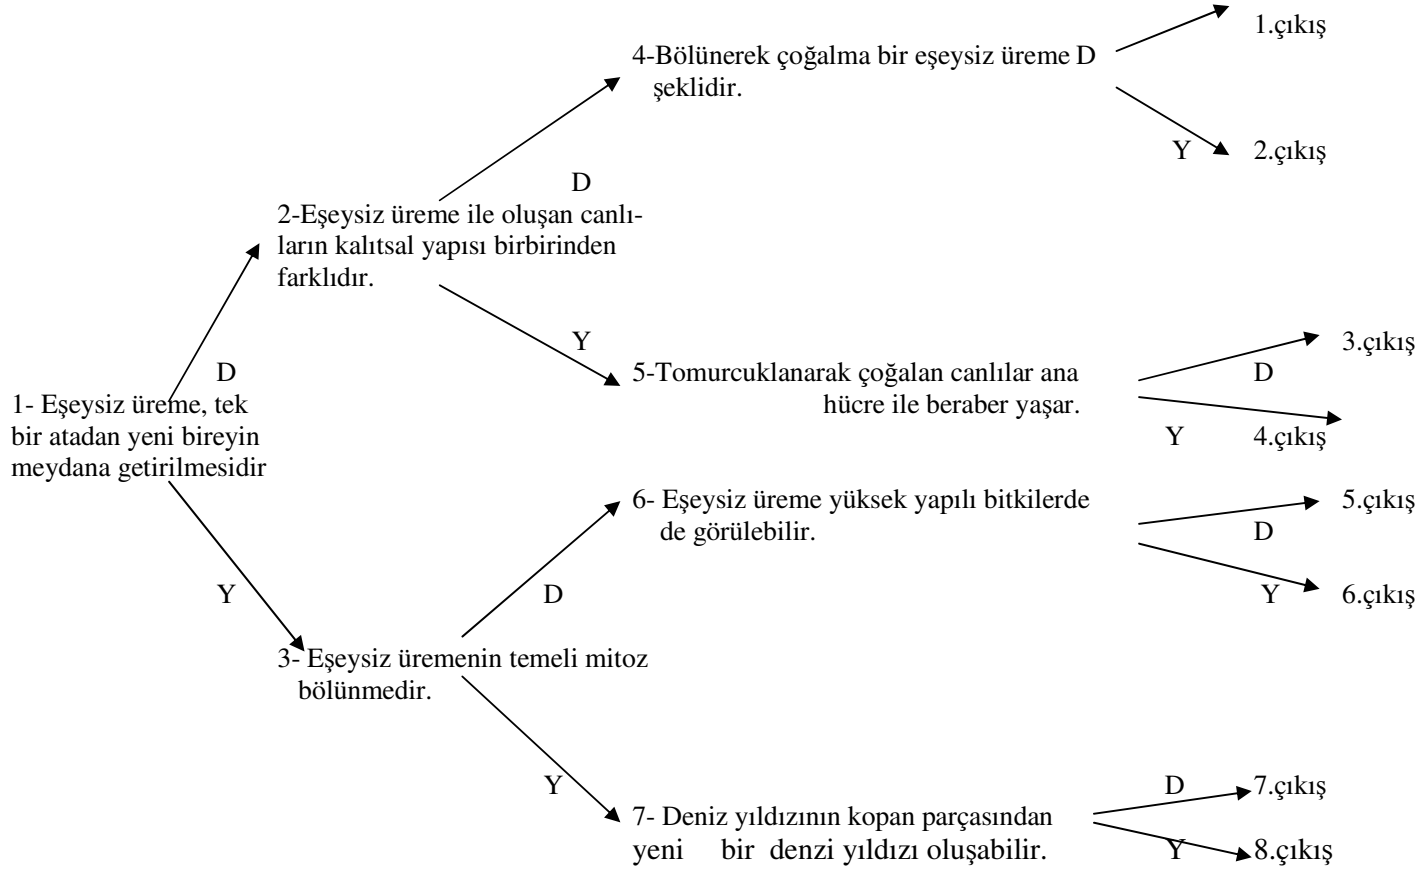 1.çıkış
4-Bölünerek çoğalma bir eşeysiz üreme D
şeklidir.
Y 2.çıkış
D
2-Eşeysiz üreme ile oluşan canlı-
ların kalıtsal yapısı birbirinden
farklıdır.
Y
3.çıkış
D
5-Tomurcuklanarak çoğalan canlılar ana
hücre ile beraber yaşar.
Y 4.çıkış
D
1- Eşeysiz üreme, tek
bir atadan yeni bireyin
meydana getirilmesidir
6- Eşeysiz üreme yüksek yapılı bitkilerde
de görülebilir.
5.çıkış
D
Y 6.çıkış
Y
D
3- Eşeysiz üremenin temeli mitoz
bölünmedir.
Y
D 7.çıkış
7- Deniz yıldızının kopan parçasından
yeni bir denzi yıldızı oluşabilir.
Y 8.çıkış